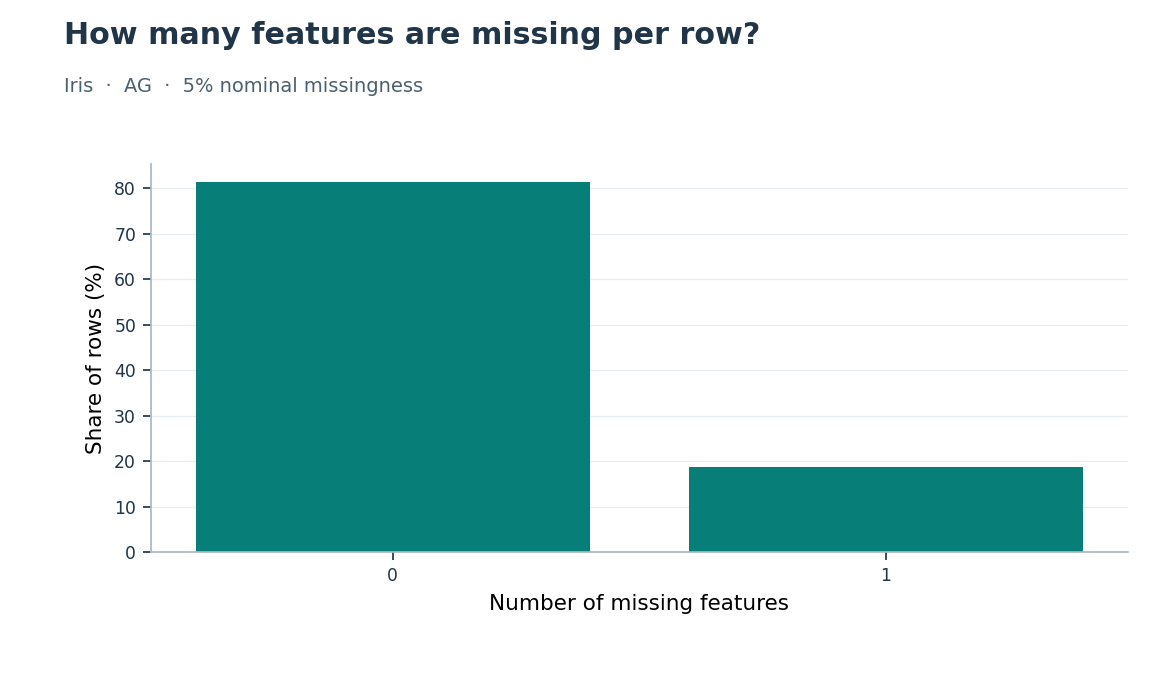 How many features are missing per row?
Iris · AG · 5% nominal missingness
Share of rows (%)
80
70
60
50
40
30
20
10
0
0 1
Number of missing features